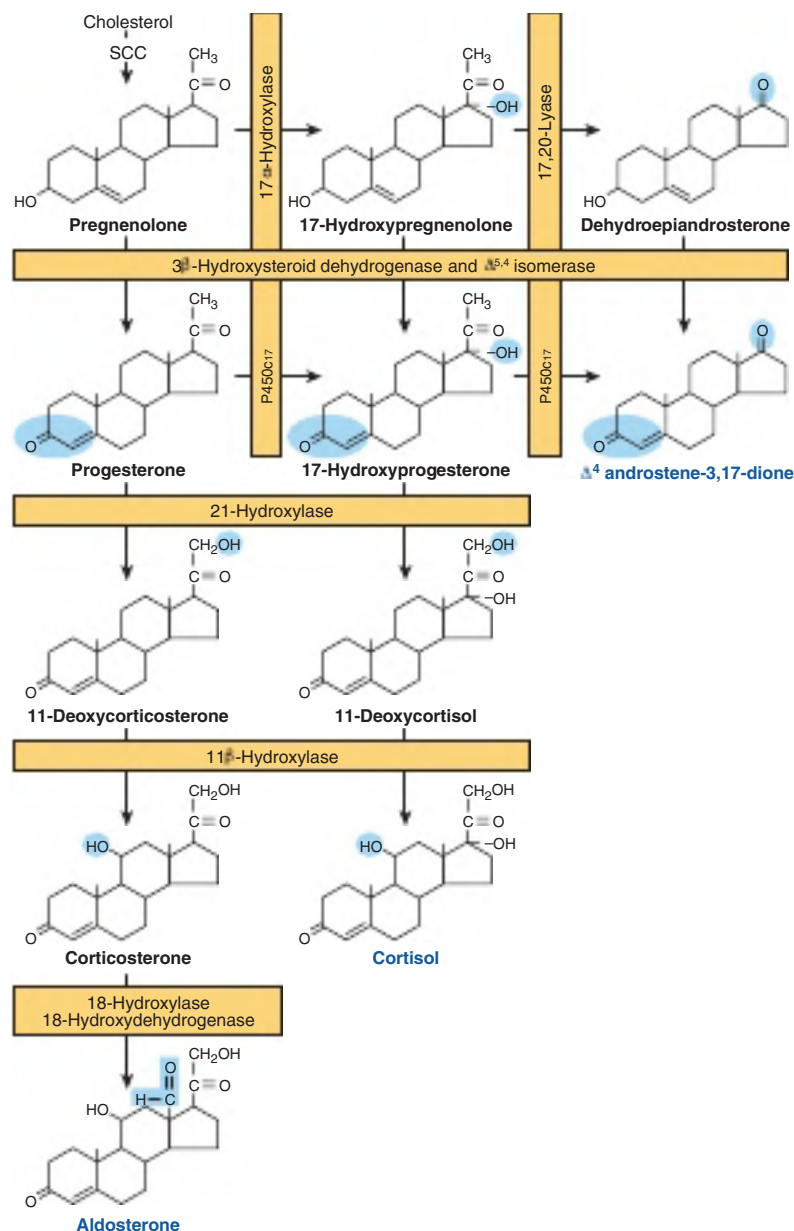 Cholesterol
SCC
CH3
C=O
HO
Pregnenolone
17α-Hydroxylase
CH3
C=O
-OH
HO
17-Hydroxypregnenolone
17,20-Lyase
O
HO
Dehydroepiandrosterone
3β-Hydroxysteroid dehydrogenase and Δ5,4 isomerase
CH3
C=O
O
Progesterone
P450C17
CH3
C=O
-OH
O
17-Hydroxyprogesterone
P450C17
O
O
Δ4 androstene-3,17-dione
21-Hydroxylase
CH2OH
C=O
O
11-Deoxycorticosterone
CH2OH
C=O
-OH
O
11-Deoxycortisol
11β-Hydroxylase
CH2OH
C=O
HO
O
Corticosterone
CH2OH
C=O
-OH
HO
O
Cortisol
18-Hydroxylase
18-Hydroxydehydrogenase
O
CH2OH
H-C
C=O
HO
O
Aldosterone